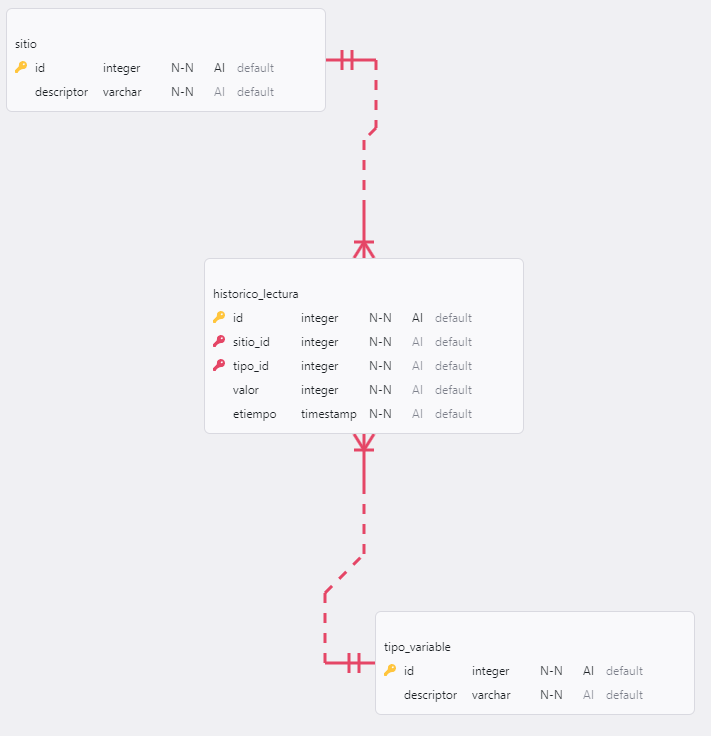 sitio
id integer N-N AI default
descriptor varchar N-N AI default
historico_lectura
id integer N-N AI default
sitio_id integer N-N AI default
tipo_id integer N-N AI default
valor integer N-N AI default
etiempo timestamp N-N AI default
tipo_variable
id integer N-N AI default
descriptor varchar N-N AI default